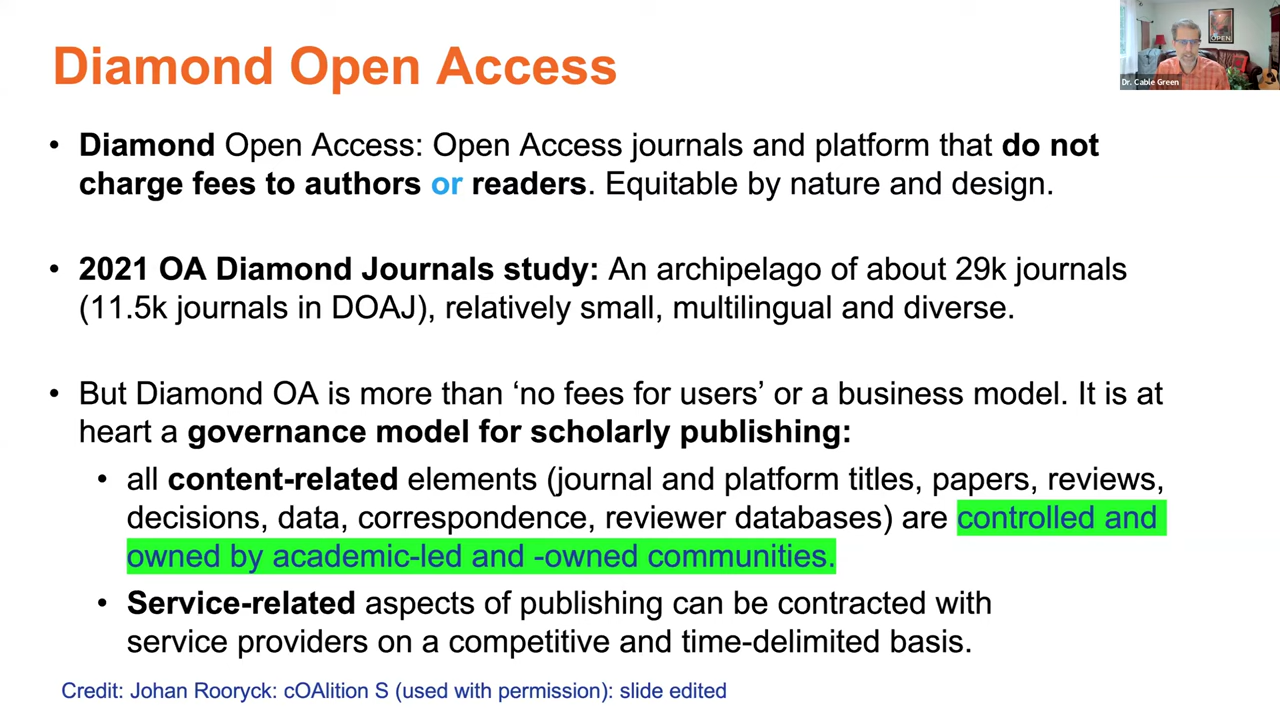 Diamond Open Access
• Diamond Open Access: Open Access journals and platform that do not
charge fees to authors or readers. Equitable by nature and design.
• 2021 OA Diamond Journals study: An archipelago of about 29k journals
(11.5k journals in DOAJ), relatively small, multilingual and diverse.
• But Diamond OA is more than ‘no fees for users’ or a business model. It is at
heart a governance model for scholarly publishing:
• all content-related elements (journal and platform titles, papers, reviews,
decisions, data, correspondence, reviewer databases) are controlled and
owned by academic-led and -owned communities.
• Service-related aspects of publishing can be contracted with
service providers on a competitive and time-delimited basis.
Credit: Johan Rooryck: cOAlition S (used with permission): slide edited
OPEN
Dr. Cable Green